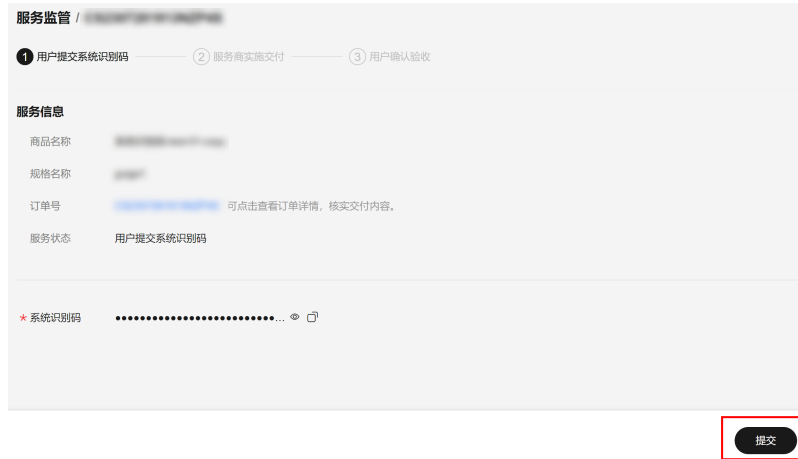 服务监管 /
1 用户提交系统识别码 2 服务商实施交付 3 用户确认验收
服务信息
商品名称
规格名称
订单号 可点击查看订单详情，核实交付内容。
服务状态 用户提交系统识别码
* 系统识别码 ●●●●●●●●●●●●●●●●●●●●●●●●●●...
提交